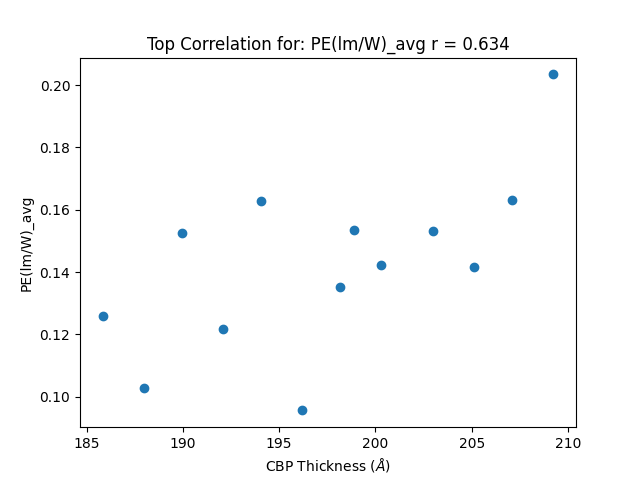 Top Correlation for: PE(lm/W)_avg r = 0.634
0.20
0.18
0.16
0.14
0.12
0.10
PE(lm/W)_avg
185 190 195 200 205 210
CBP Thickness (Å)